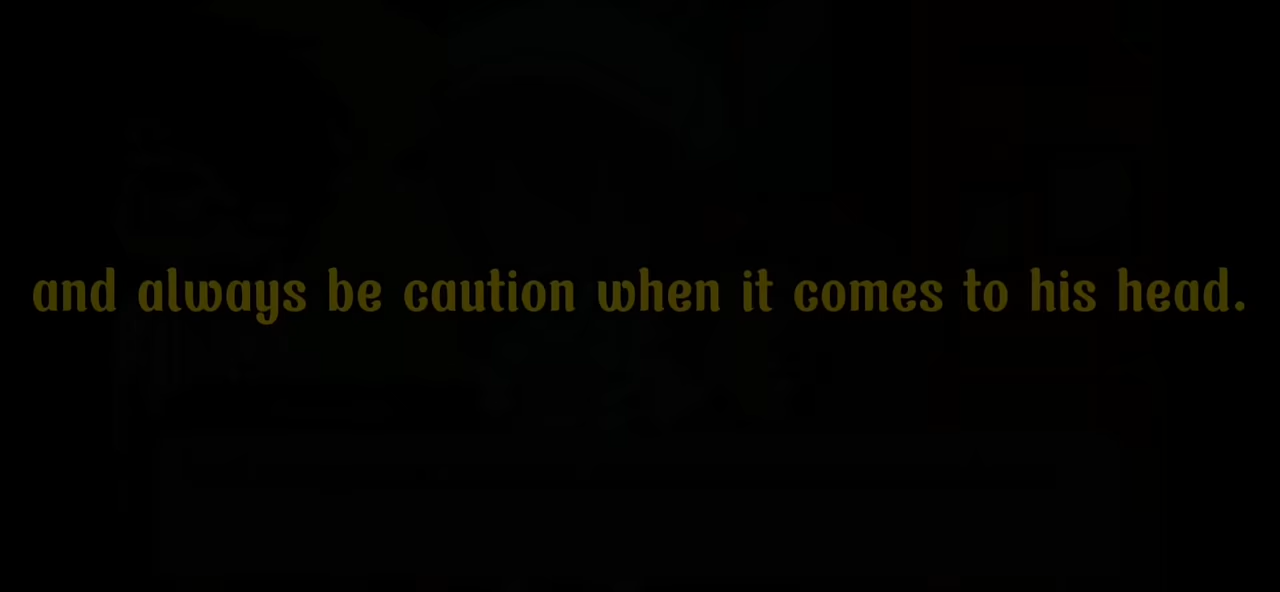 and always be caution when it comes to his head.